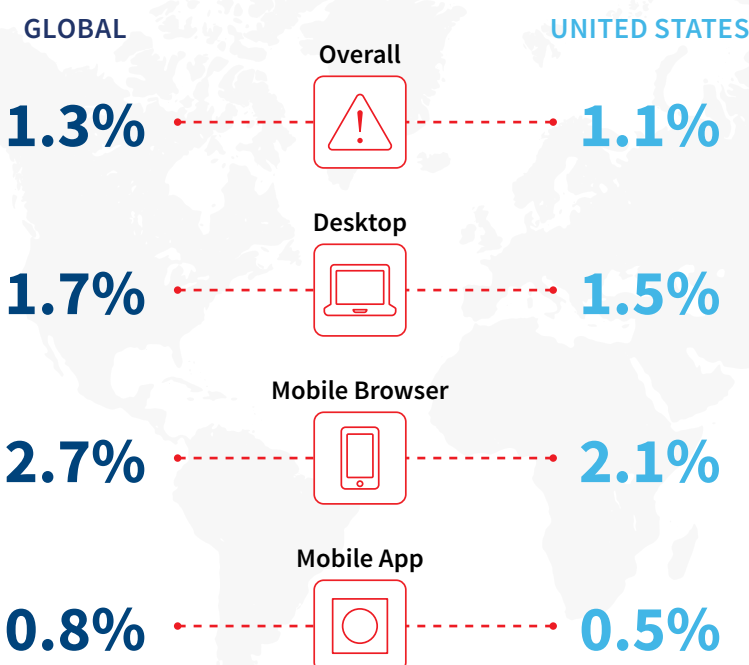 GLOBAL
UNITED STATES
Overall
1.3%
1.1%
Desktop
1.7%
1.5%
Mobile Browser
2.7%
2.1%
Mobile App
0.8%
0.5%